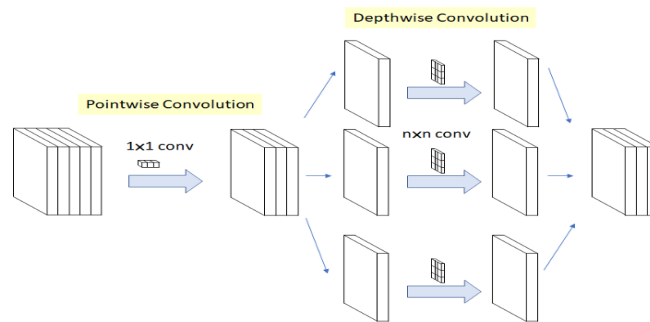 Depthwise Convolution
Pointwise Convolution
1x1 conv
nxn conv